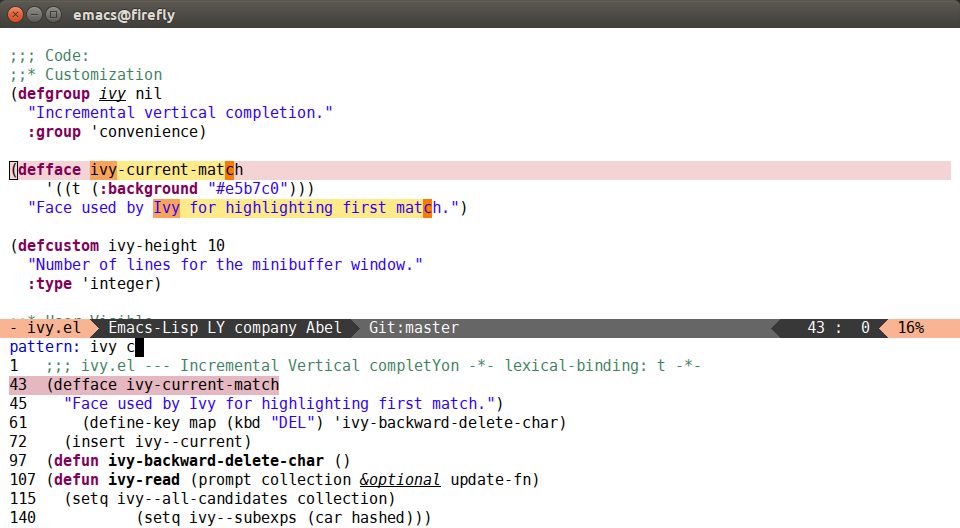 emacs@firefly
;;; Code:
;;* Customization
(defgroup ivy nil
"Incremental vertical completion."
:group 'convenience)
(defface ivy-current-match
'((t (:background "#e5b7c0")))
"Face used by Ivy for highlighting first match.")
(defcustom ivy-height 10
"Number of lines for the minibuffer window."
:type 'integer)
;;* User Visible
- ivy.el Emacs-Lisp LY company Abel Git:master 43 : 0 16%
pattern: ivy c
1 ;;; ivy.el --- Incremental Vertical completYon -*- lexical-binding: t -*-
43 (defface ivy-current-match
45 "Face used by Ivy for highlighting first match.")
61 (define-key map (kbd "DEL") 'ivy-backward-delete-char)
72 (insert ivy--current)
97 (defun ivy-backward-delete-char ()
107 (defun ivy-read (prompt collection &optional update-fn)
115 (setq ivy--all-candidates collection)
140 (setq ivy--subexps (car hashed)))